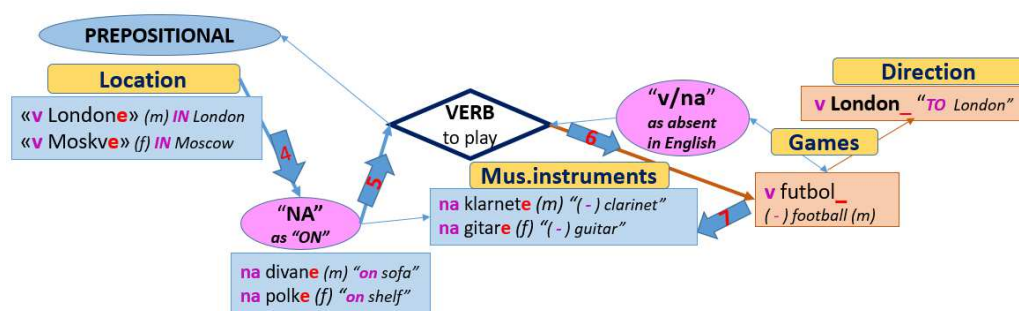 PREPOSITIONAL
Location
«v Londone» (m) IN London
«v Moskve» (f) IN Moscow
4
"NA"
as "ON"
na divane (m) "on sofa"
na polke (f) "on shelf"
5
VERB
to play
6
Mus.instruments
na klarnete (m) "(-) clarinet"
na gitare (f) "(-) guitar"
7
"v/na"
as absent
in English
Direction
v London_ "TO London"
Games
v futbol_
(-) football (m)